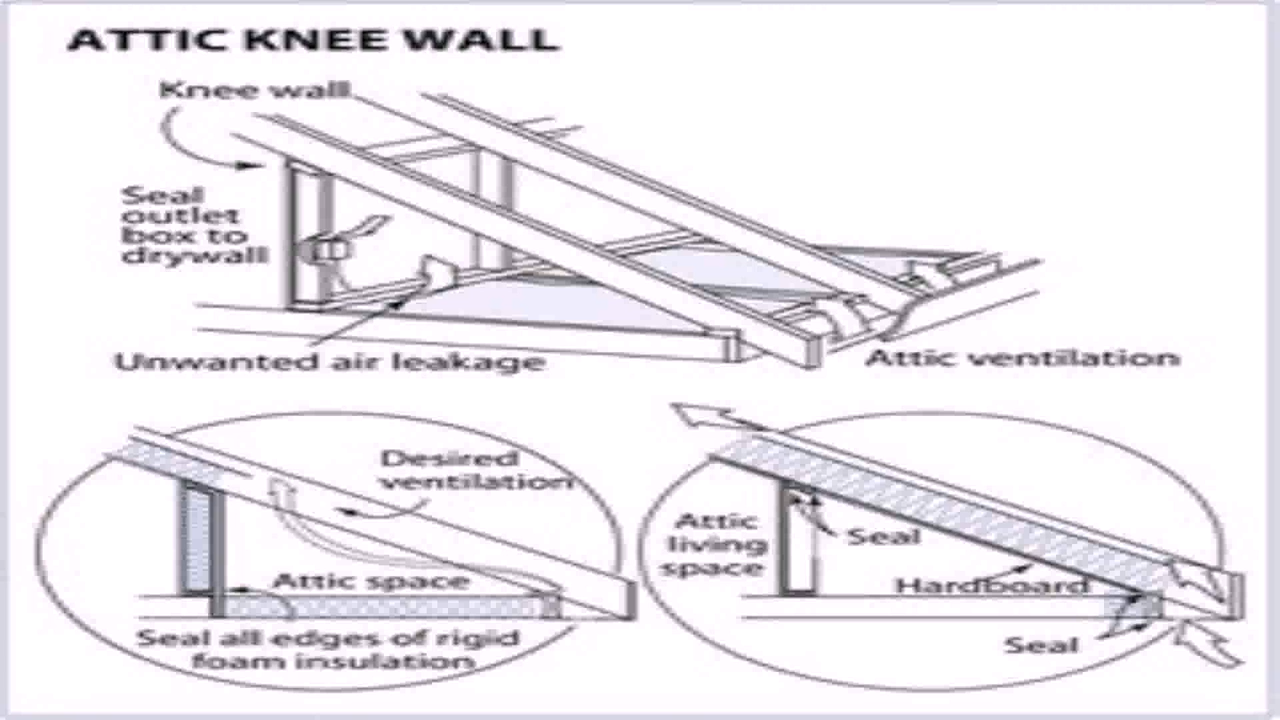 ATTIC KNEE WALL
Knee wall
Seal
outlet
box to
drywall
Unwanted air leakage
Attic ventilation
Desired
ventilation
Attic space
Seal all edges of rigid
foam insulation
Attic
living
space
Seal
Hardboard
Seal